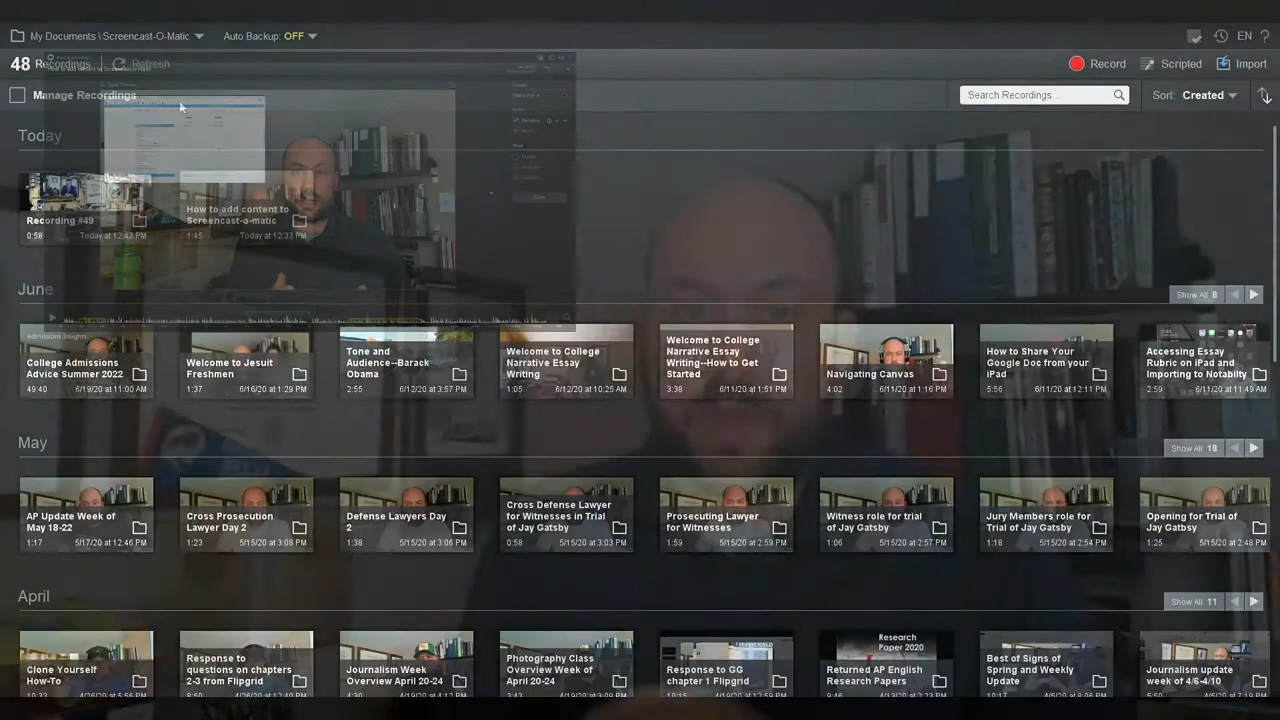 My Documents \ Screencast-O-Matic
Auto Backup: OFF
EN ?
48 Recordings
Refresh
Record
Scripted
Import
Manage Recordings
Search Recordings...
Sort: Created
Today
Recording #49
0:58 Today at 12:43 PM
How to add content to
Screencast-o-matic
1:45 Today at 12:33 PM
June
Show All 8
Admissions Insights
College Admissions
Advice Summer 2022
49:40 6/19/20 at 11:00 AM
Welcome to Jesuit
Freshmen
1:37 6/16/20 at 1:29 PM
Tone and
Audience--Barack
Obama
2:55 6/12/20 at 3:57 PM
Welcome to College
Narrative Essay
Writing
1:05 6/12/20 at 10:25 AM
Welcome to College
Narrative Essay
Writing--How to Get
Started
3:38 6/11/20 at 1:51 PM
Navigating Canvas
4:02 6/11/20 at 1:16 PM
How to Share Your
Google Doc from your
iPad
5:56 6/11/20 at 12:11 PM
Accessing Essay
Rubric on iPad and
Importing to Notabilty
2:59 6/11/20 at 11:49 AM
May
Show All 18
AP Update Week of
May 18-22
1:17 5/17/20 at 12:46 PM
Cross Prosecution
Lawyer Day 2
1:23 5/15/20 at 3:08 PM
Defense Lawyers Day
2
1:38 5/15/20 at 3:06 PM
Cross Defense Lawyer
for Witnesses in Trial
of Jay Gatsby
0:58 5/15/20 at 3:03 PM
Prosecuting Lawyer
for Witnesses
1:59 5/15/20 at 2:59 PM
Witness role for trial
of Jay Gatsby
1:06 5/15/20 at 2:57 PM
Jury Members role for
Trial of Jay Gatsby
1:18 5/15/20 at 2:54 PM
Opening for Trial of
Jay Gatbsy
1:25 5/15/20 at 2:48 PM
April
Show All 11
Clone Yourself
How-To
10:33 4/26/20 at 5:56 PM
Response to
questions on chapters
2-3 from Flipgrid
Journalism Week
Overview April 20-24
Photography Class
Overview Week of
April 20-24
Response to GG
chapter 1 Flipgrid
Research
Paper 2020
Returned AP English
Research Papers
Best of Signs of
Spring and Weekly
Update
Journalism update
week of 4/6-4/10